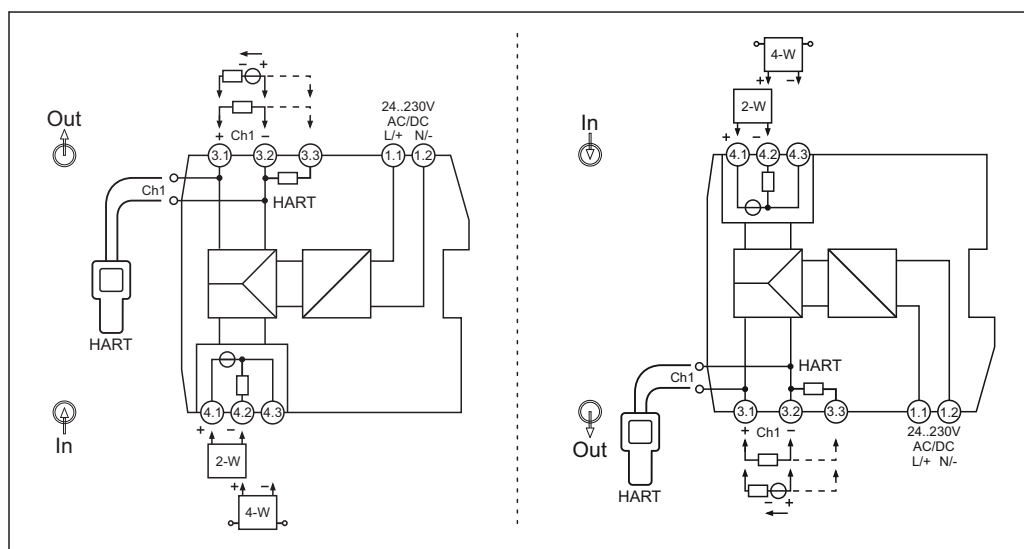 4-W
− +
+ −
24..230V
2-W
Out
AC/DC
In
+ Ch1 −
L/+ N/-
+ −
3.1 3.2 3.3 1.1 1.2
4.1 4.2 4.3
Ch1
HART
HART
HART
Ch1
4.1 4.2 4.3
3.1 3.2 3.3 1.1 1.2
+ −
+ Ch1 −
24..230V
In
Out
AC/DC
2-W
L/+ N/-
+ −
HART
− +
4-W